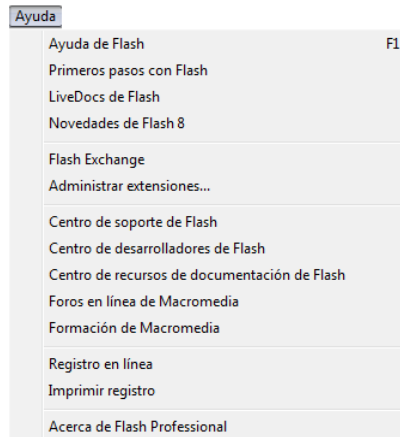 Ayuda
Ayuda de Flash F1
Primeros pasos con Flash
LiveDocs de Flash
Novedades de Flash 8
Flash Exchange
Administrar extensiones...
Centro de soporte de Flash
Centro de desarrolladores de Flash
Centro de recursos de documentación de Flash
Foros en línea de Macromedia
Formación de Macromedia
Registro en línea
Imprimir registro
Acerca de Flash Professional